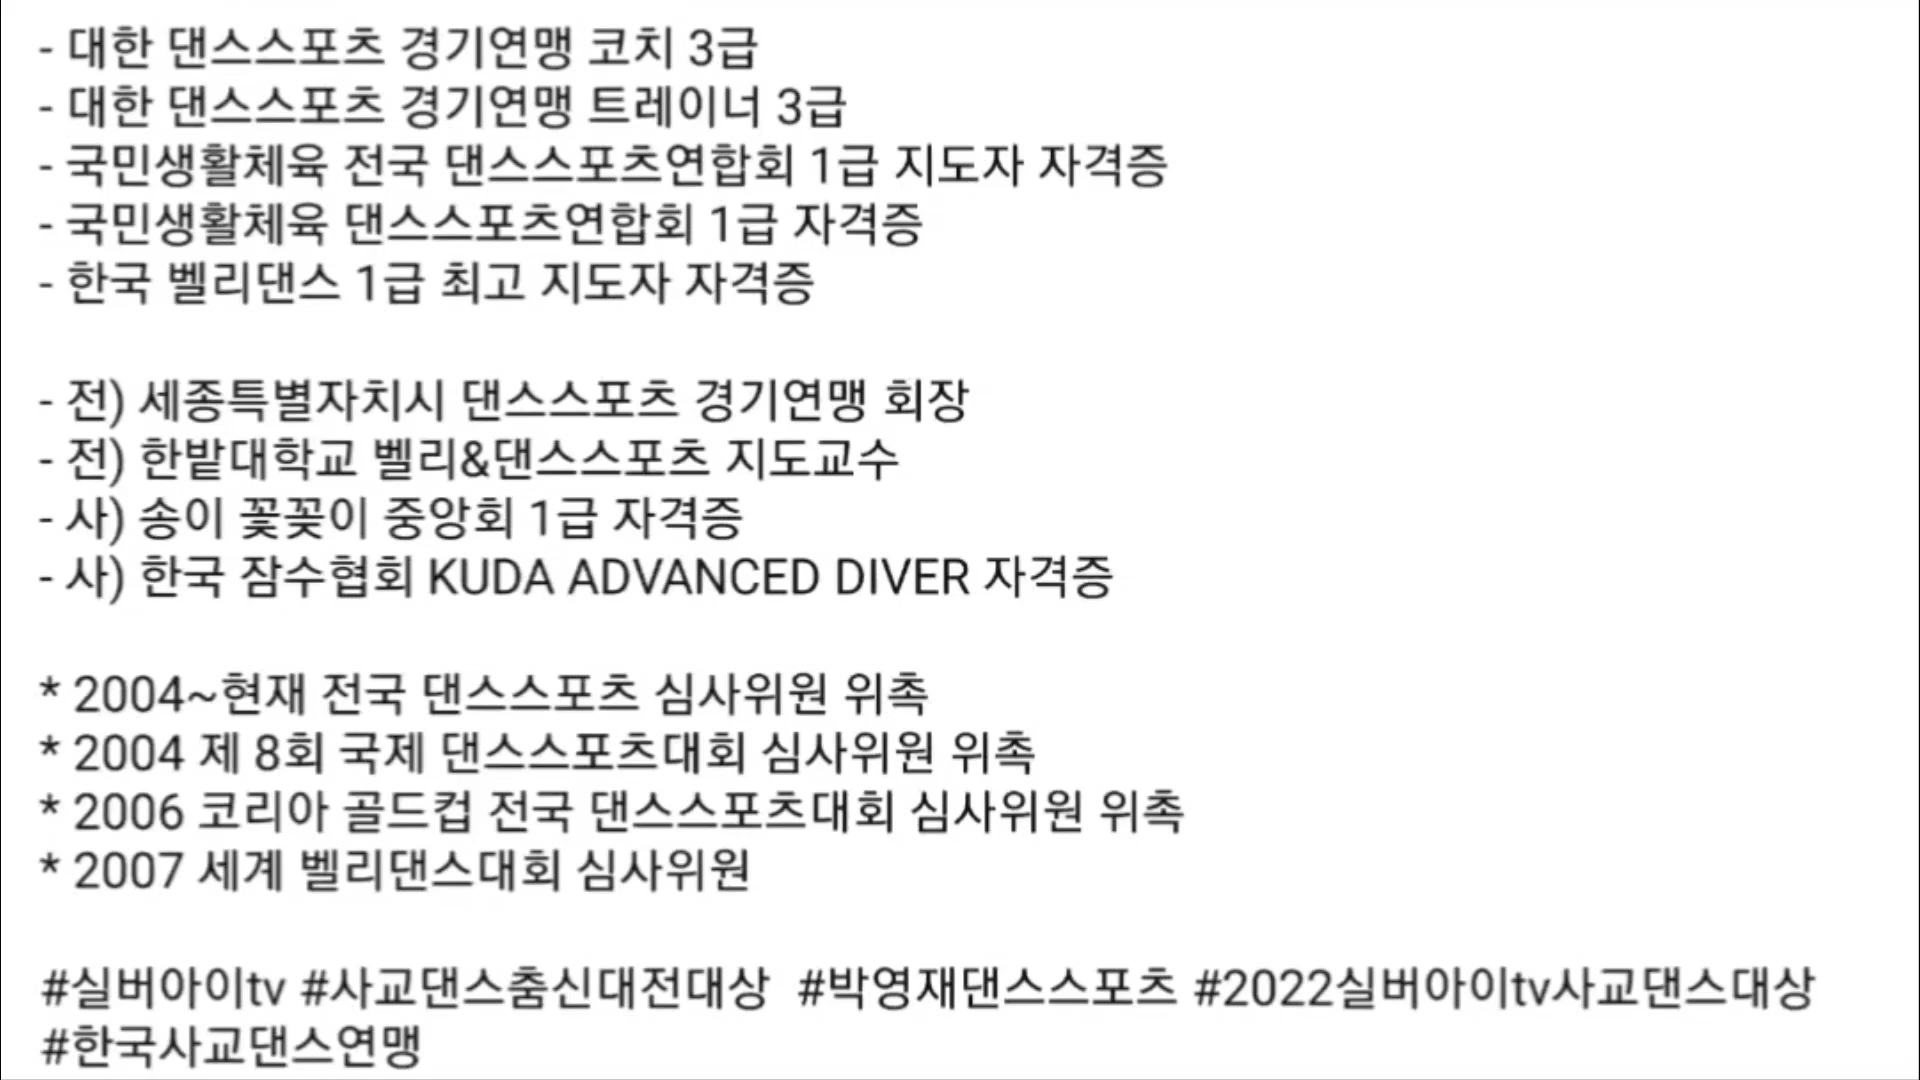 - 대한 댄스스포츠 경기연맹 코치 3급
- 대한 댄스스포츠 경기연맹 트레이너 3급
- 국민생활체육 전국 댄스스포츠연합회 1급 지도자 자격증
- 국민생활체육 댄스스포츠연합회 1급 자격증
- 한국 벨리댄스 1급 최고 지도자 자격증
- 전) 세종특별자치시 댄스스포츠 경기연맹 회장
- 전) 한밭대학교 벨리&댄스스포츠 지도교수
- 사) 송이 꽃꽂이 중앙회 1급 자격증
- 사) 한국 잠수협회 KUDA ADVANCED DIVER 자격증
* 2004~현재 전국 댄스스포츠 심사위원 위촉
* 2004 제 8회 국제 댄스스포츠대회 심사위원 위촉
* 2006 코리아 골드컵 전국 댄스스포츠대회 심사위원 위촉
* 2007 세계 벨리댄스대회 심사위원
#실버아이tv #사교댄스춤신대전대상 #박영재댄스스포츠 #2022실버아이tv사교댄스대상
#한국사교댄스연맹